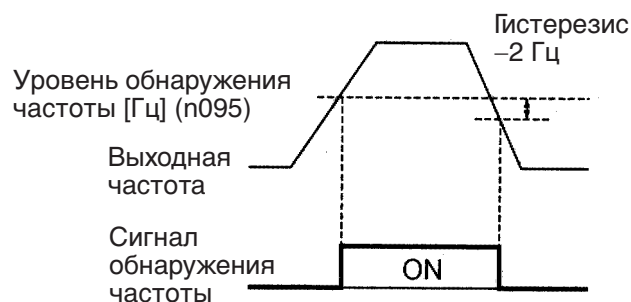 Гистерезис
–2 Гц
Уровень обнаружения
частоты [Гц] (n095)
Выходная
частота
Сигнал
обнаружения
частоты
ON